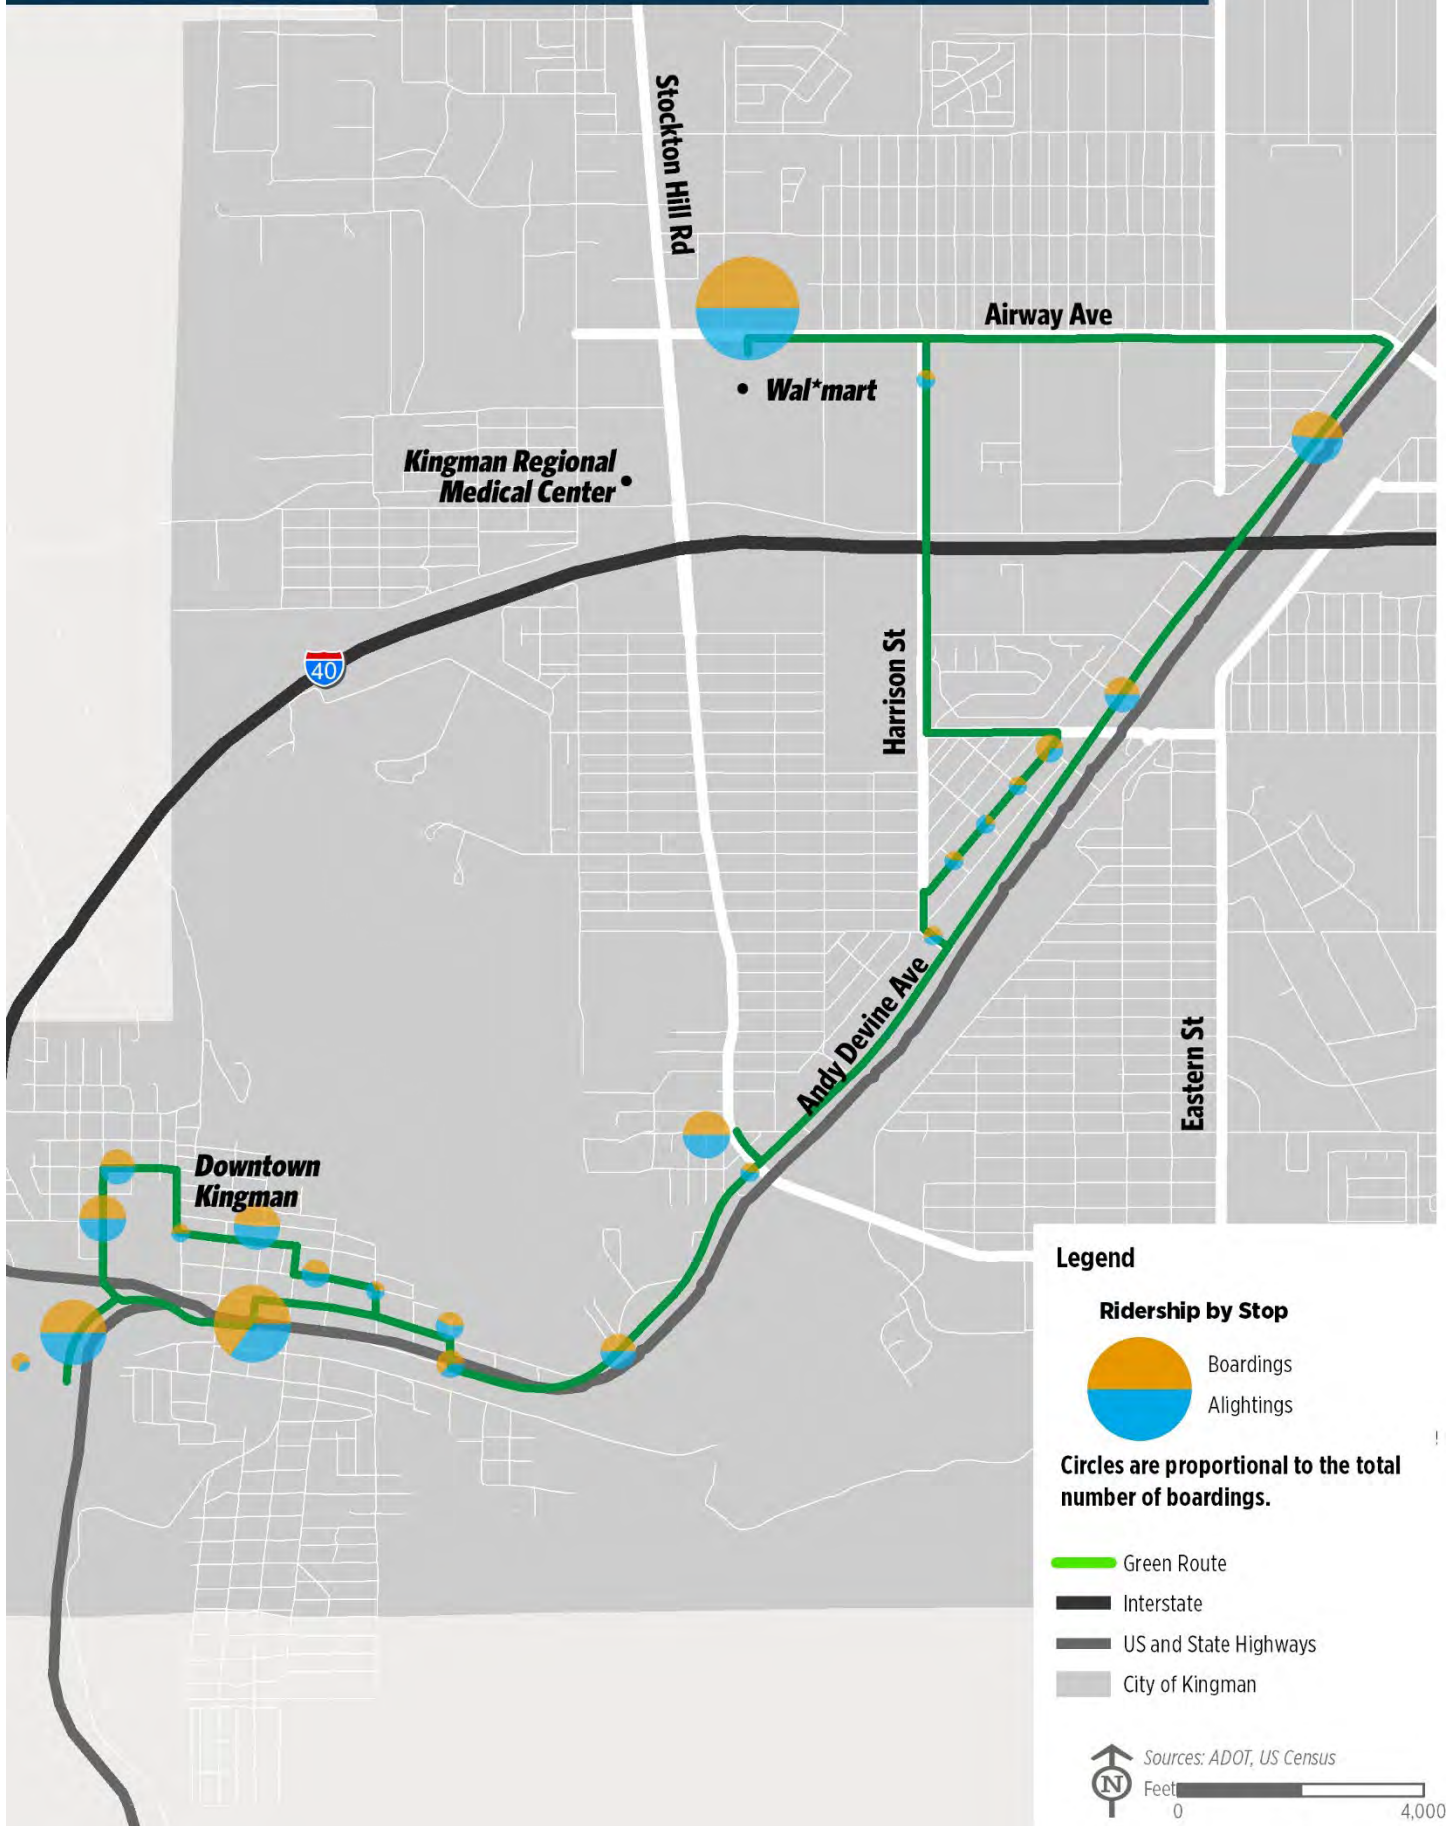 Stockton Hill Rd
Airway Ave
Wal*mart
Kingman Regional
Medical Center
40
Harrison St
Andy Devine Ave
Eastern St
Downtown
Kingman
Legend
Ridership by Stop
Boardings
Alightings
Circles are proportional to the total
number of boardings.
Green Route
Interstate
US and State Highways
City of Kingman
N
Sources: ADOT, US Census
Feet
0 4,000